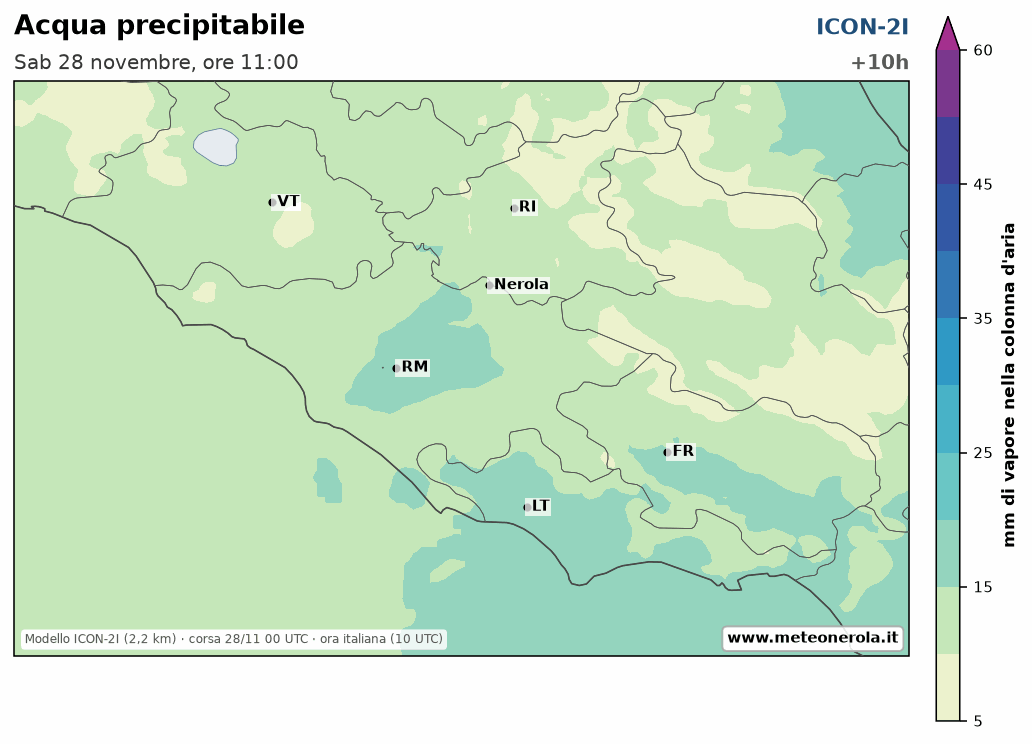 Acqua precipitabile
ICON-2I
Sab 28 novembre, ore 11:00
+10h
60
45
35
25
15
5
mm di vapore nella colonna d'aria
VT
RI
Nerola
RM
FR
LT
Modello ICON-2I (2,2 km) · corsa 28/11 00 UTC · ora italiana (10 UTC)
www.meteonerola.it